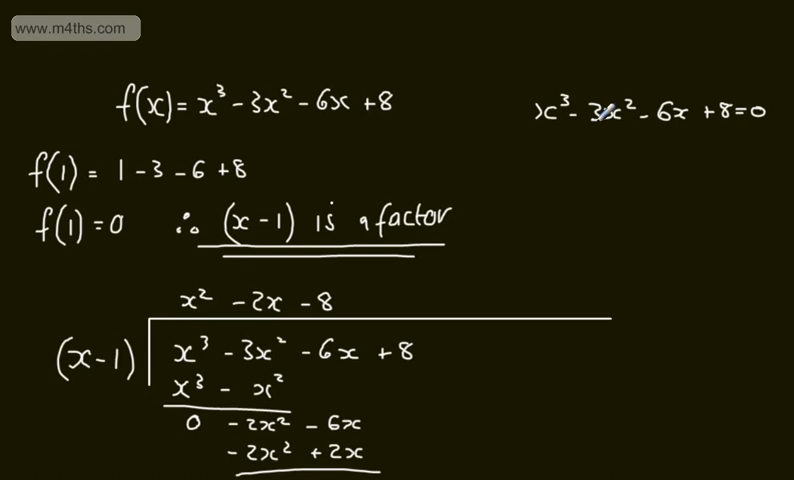 www.m4ths.com
f(x) = x³ - 3x² - 6x + 8
x³ - 3x² - 6x + 8 = 0
f(1) = 1 - 3 - 6 + 8
f(1) = 0 ∴ (x - 1) is a factor
x² - 2x - 8
(x - 1) x³ - 3x² - 6x + 8
x³ - x²
0 - 2x² - 6x
- 2x² + 2x